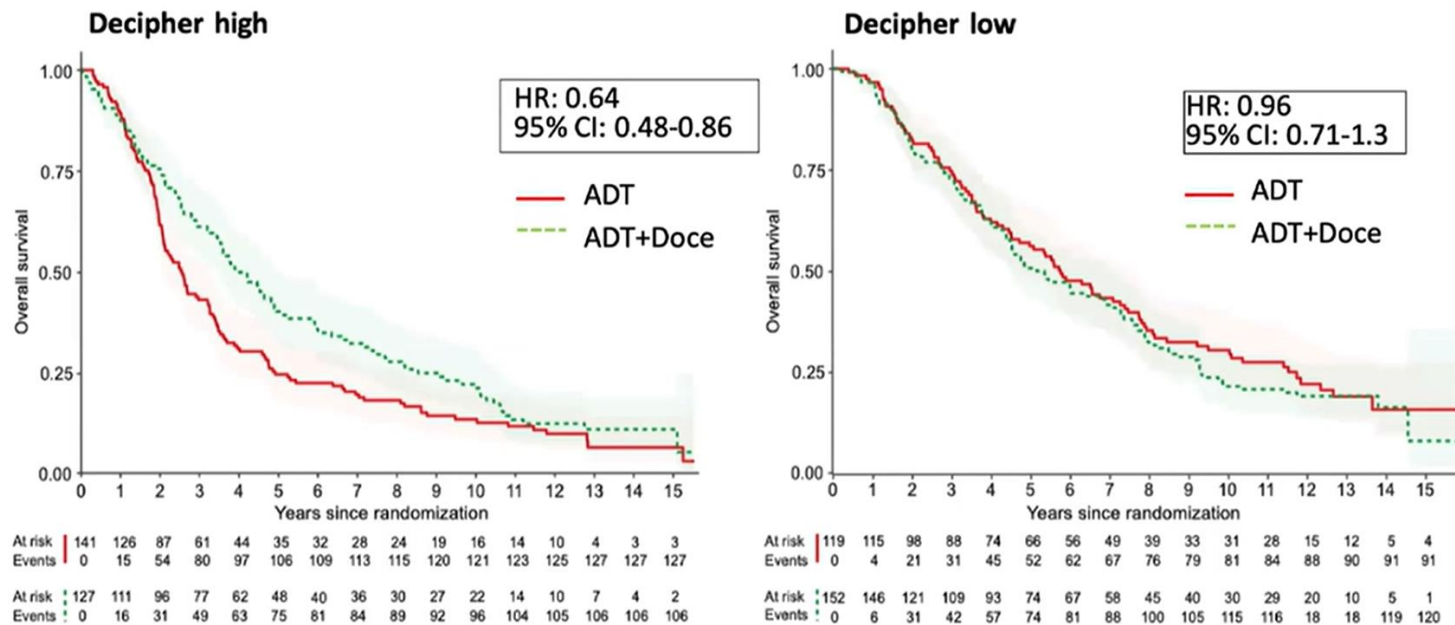 Decipher high
HR: 0.64
95% CI: 0.48-0.86
ADT
ADT+Doce
Overall survival
1.00
0.75
0.50
0.25
0.00
0 1 2 3 4 5 6 7 8 9 10 11 12 13 14 15
Years since randomization
At risk 141 126 87 61 44 35 32 28 24 19 16 14 10 4 3 3
Events 0 15 54 80 97 106 109 113 115 120 121 123 125 127 127 127
At risk 127 111 96 77 62 48 40 36 30 27 22 14 10 7 4 2
Events 0 16 31 49 63 75 81 84 89 92 96 104 105 106 106 106
Decipher low
HR: 0.96
95% CI: 0.71-1.3
ADT
ADT+Doce
Overall survival
1.00
0.75
0.50
0.25
0.00
0 1 2 3 4 5 6 7 8 9 10 11 12 13 14 15
Years since randomization
At risk 119 115 98 88 74 66 56 49 39 33 31 28 15 12 5 4
Events 0 4 21 31 45 52 62 67 76 79 81 84 88 90 91 91
At risk 152 146 121 109 93 74 67 58 45 40 30 29 20 10 5 1
Events 0 6 31 42 57 74 81 88 100 105 115 116 18 18 119 120